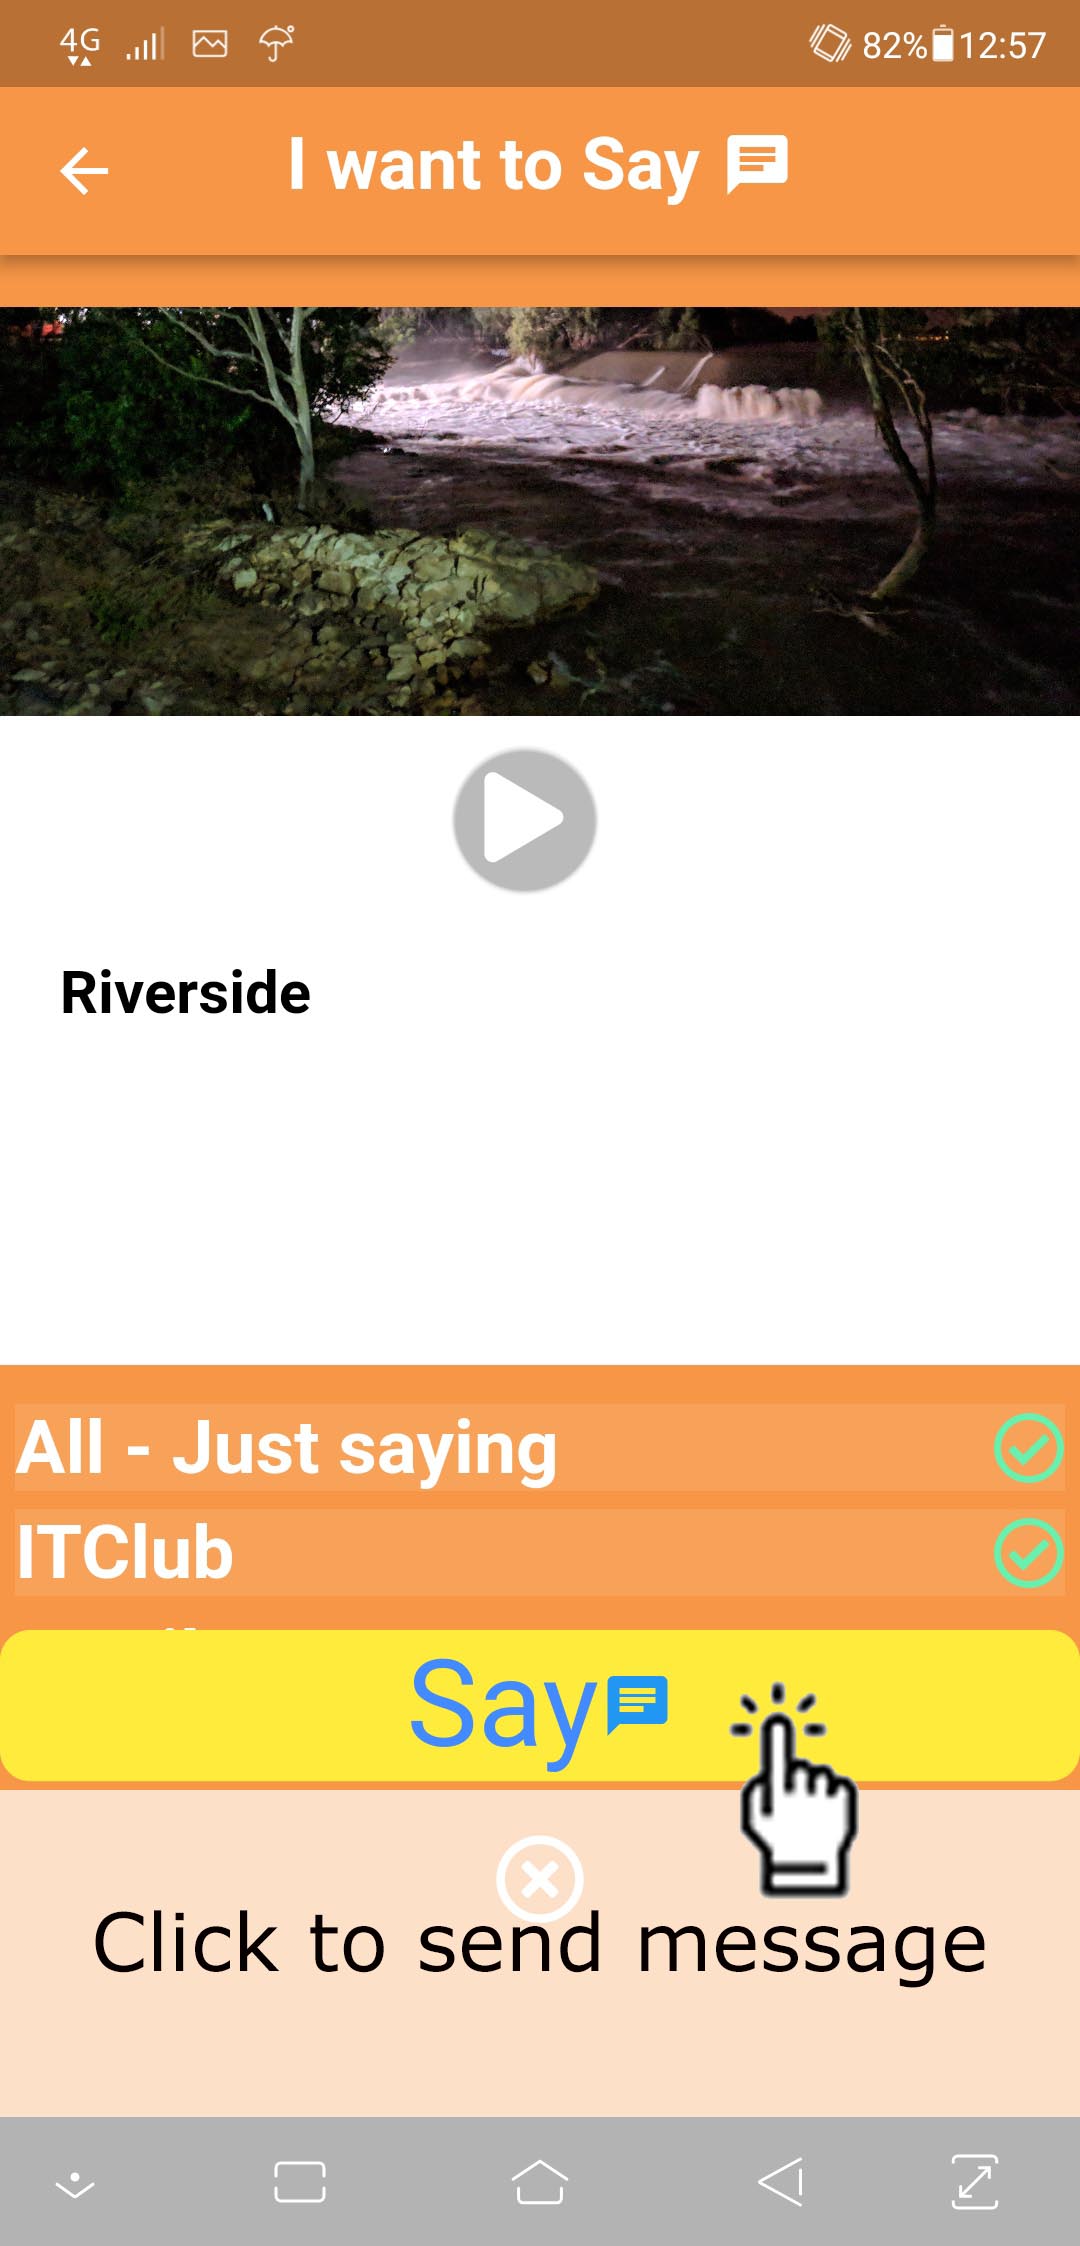 4G 82% 12:57
I want to Say
Riverside
All - Just saying
ITClub
Say
Click to send message